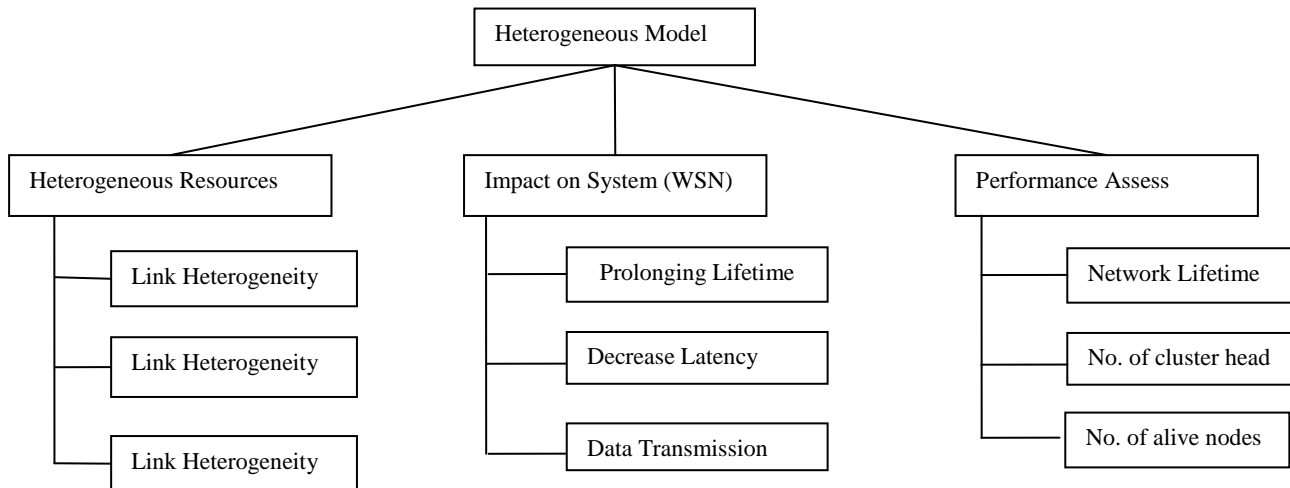 Heterogeneous Model
Heterogeneous Resources
Link Heterogeneity
Link Heterogeneity
Link Heterogeneity
Impact on System (WSN)
Prolonging Lifetime
Decrease Latency
Data Transmission
Performance Assess
Network Lifetime
No. of cluster head
No. of alive nodes